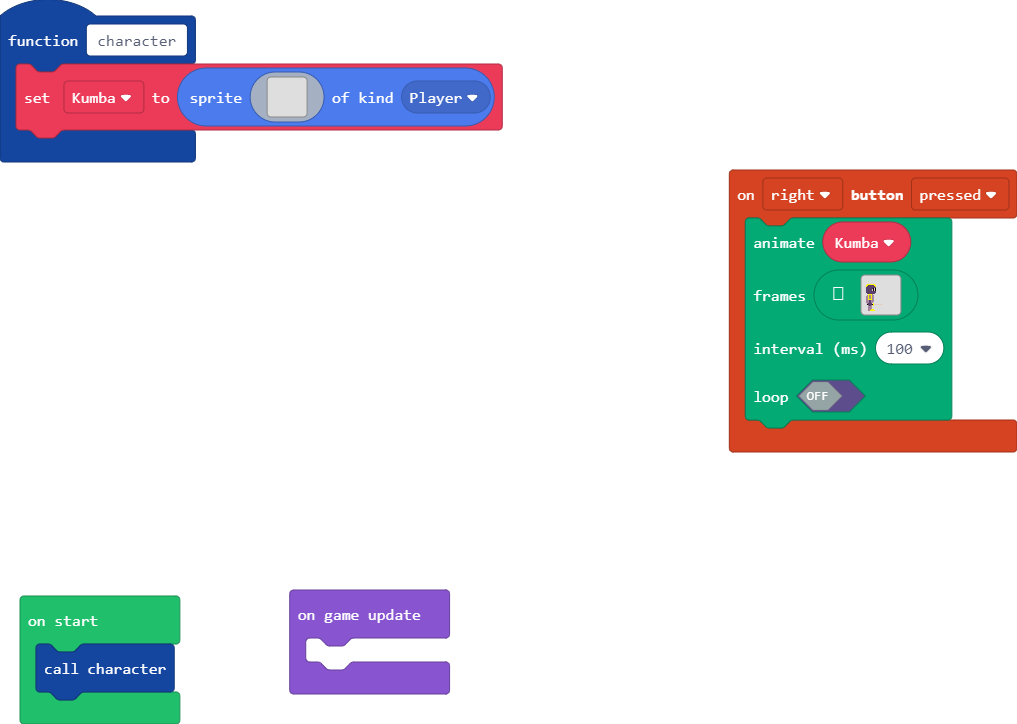 function character
set Kumba to sprite of kind Player
on right button pressed
animate Kumba
frames
interval (ms) 100
loop OFF
on start
call character
on game update